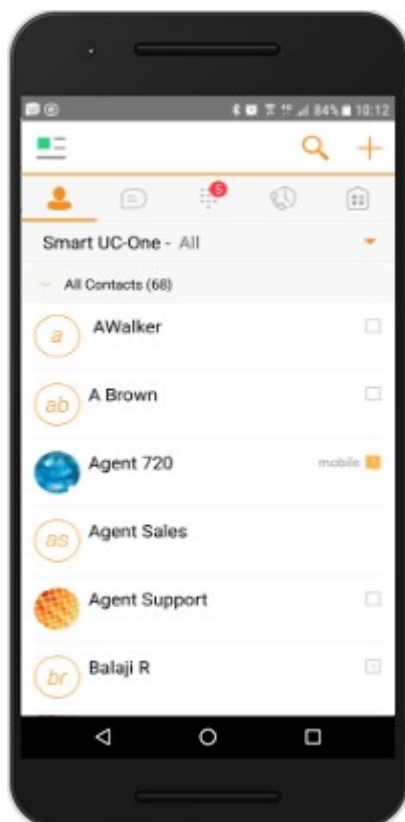 84% 10:12
5
Smart UC-One - All
All Contacts (68)
a AWalker
ab A Brown
Agent 720 mobile
as Agent Sales
Agent Support
br Balaji R